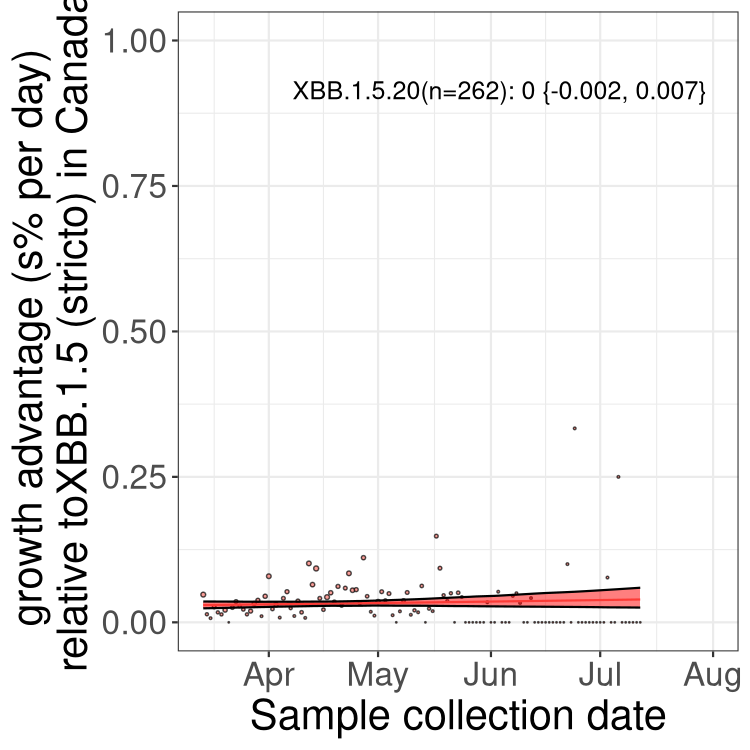 growth advantage (s% per day)
relative toXBB.1.5 (stricto) in Canada
1.00
0.75
0.50
0.25
0.00
XBB.1.5.20(n=262): 0 {-0.002, 0.007}
Apr May Jun Jul Aug
Sample collection date